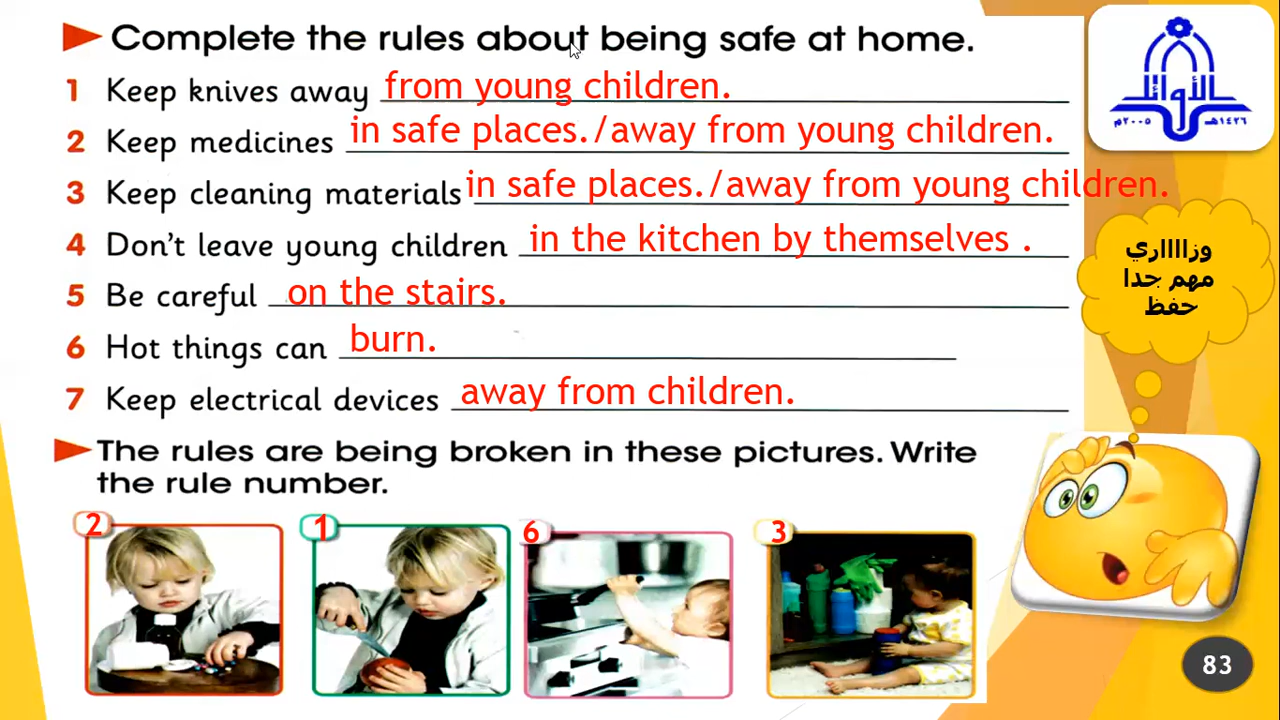 Complete the rules about being safe at home.
1 Keep knives away from young children.
2 Keep medicines in safe places./away from young children.
3 Keep cleaning materials in safe places./away from young children.
4 Don't leave young children in the kitchen by themselves .
5 Be careful on the stairs.
6 Hot things can burn.
7 Keep electrical devices away from children.
The rules are being broken in these pictures. Write
the rule number.
2 1 6 3
الأوائل
١٤٢٦هـ ٢٠٠٥م
وزاااااري
مهم جدا
حفظ
83